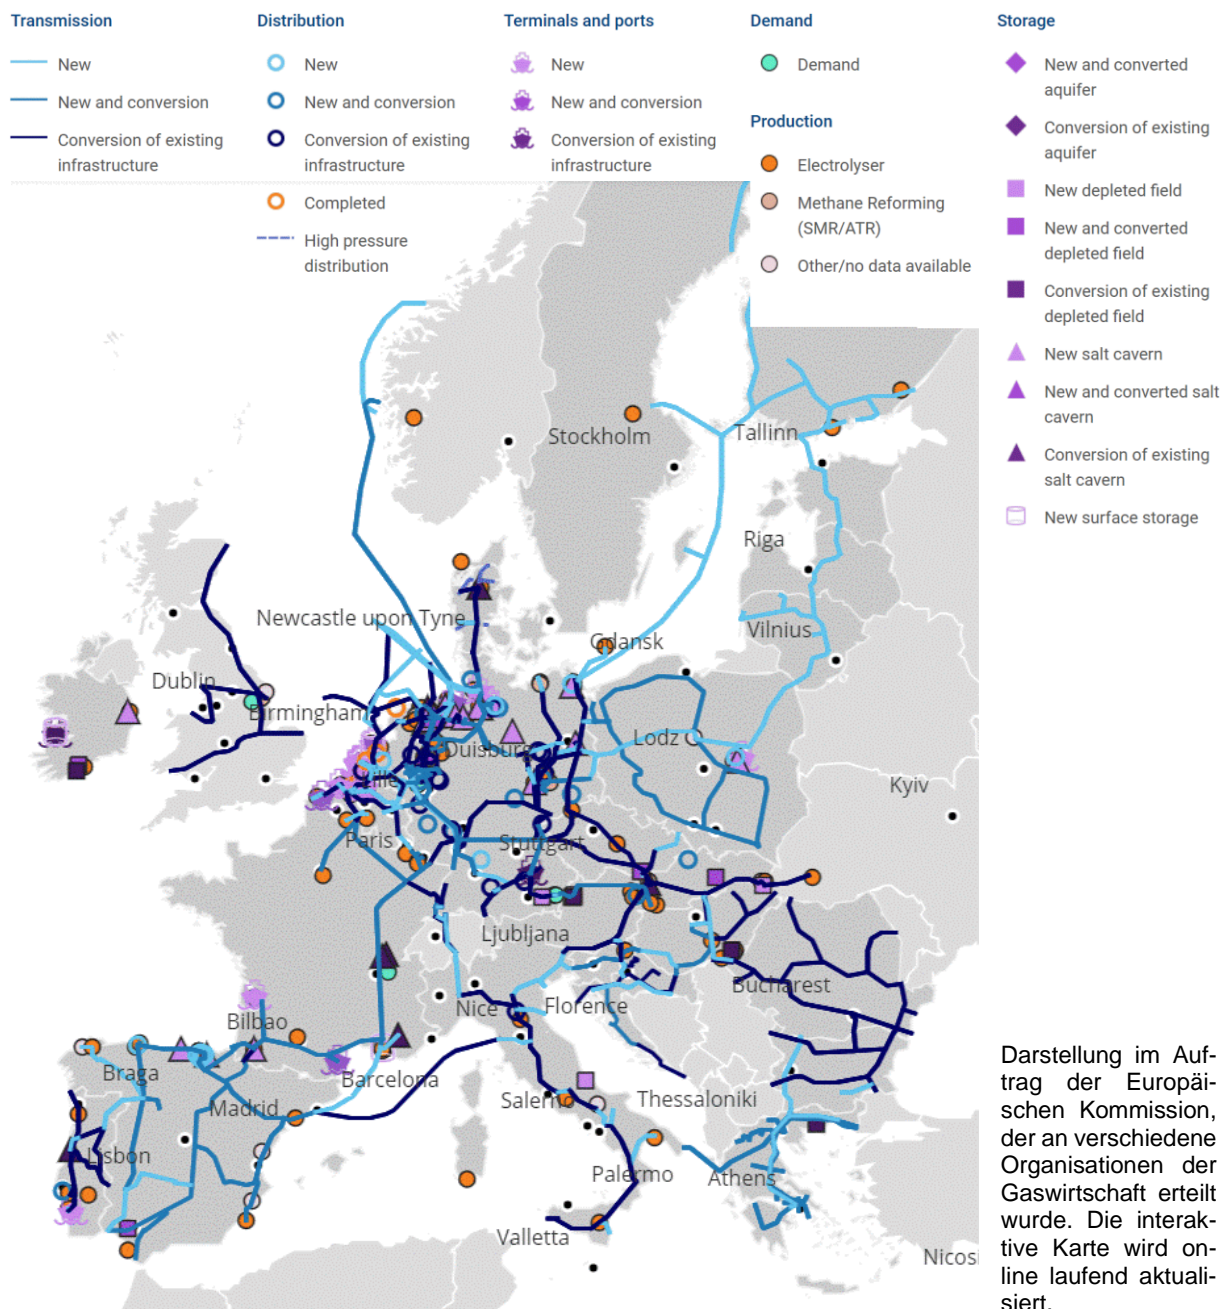 Transmission
New
New and conversion
Conversion of existing
infrastructure
Distribution
New
New and conversion
Conversion of existing
infrastructure
Completed
High pressure
distribution
Terminals and ports
New
New and conversion
Conversion of existing
infrastructure
Demand
Demand
Production
Electrolyser
Methane Reforming
(SMR/ATR)
Other/no data available
Storage
New and converted
aquifer
Conversion of existing
aquifer
New depleted field
New and converted
depleted field
Conversion of existing
depleted field
New salt cavern
New and converted salt
cavern
Conversion of existing
salt cavern
New surface storage
Stockholm
Tallinn
Riga
Newcastle upon Tyne
Vilnius
Gdansk
Dublin
Birmingham
Lodz
Duisburg
Lille
Kyiv
Paris
Stuttgart
Ljubljana
Bucharest
Nice
Florence
Bilbao
Braga
Barcelona
Madrid
Salerno
Thessaloniki
Lisbon
Palermo
Athens
Valletta
Nicosi
Darstellung im Auf-
trag der Europäi-
schen Kommission,
der an verschiedene
Organisationen der
Gaswirtschaft erteilt
wurde. Die interak-
tive Karte wird on-
line laufend aktuali-
siert.